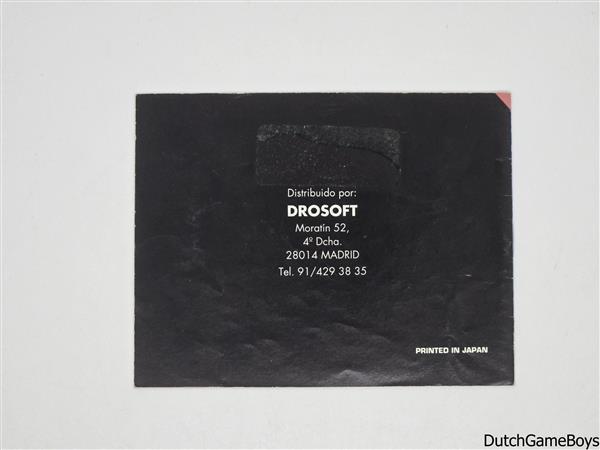 Distribuido por:
DROSOFT
Moratín 52,
4º Dcha.
28014 MADRID
Tel. 91/429 38 35
PRINTED IN JAPAN
DutchGameBoys